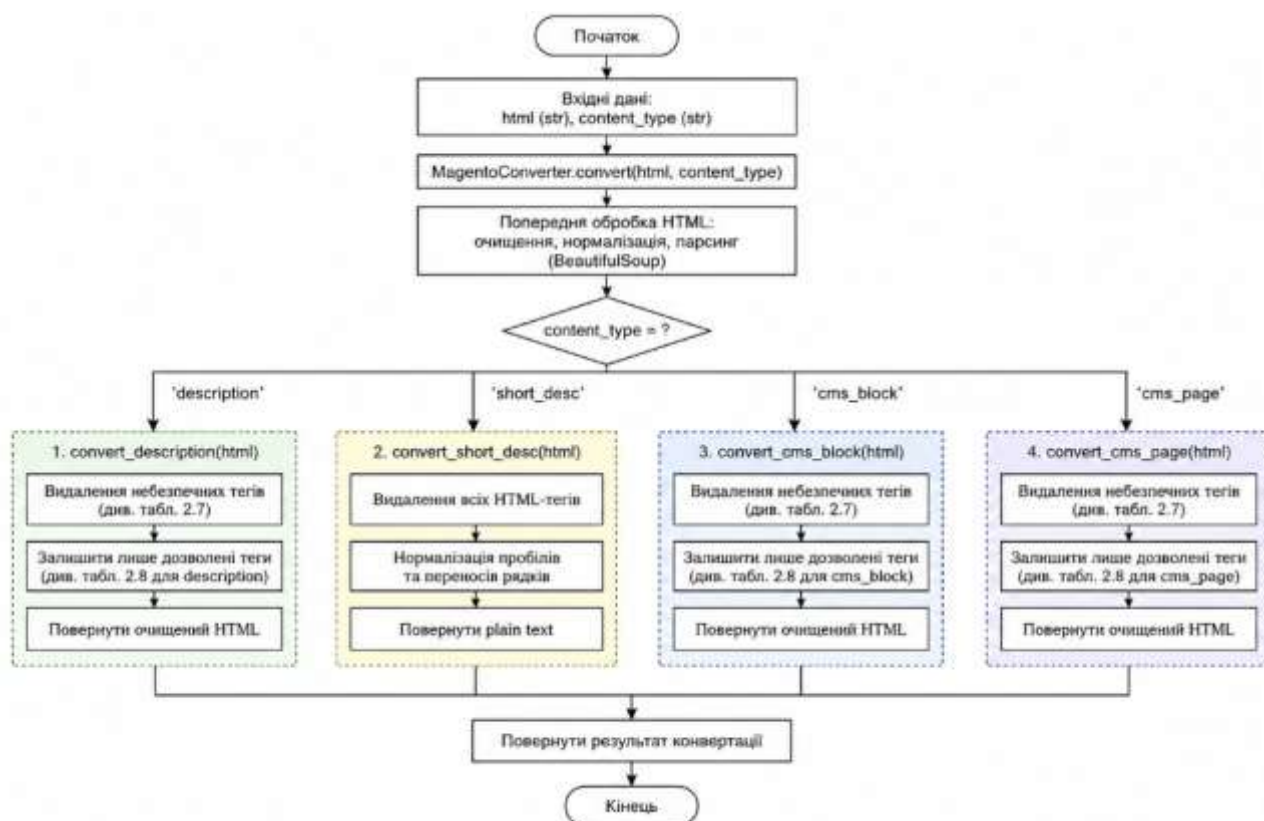 Початок
Вхідні дані:
html (str), content_type (str)
MagentoConverter.convert(html, content_type)
Попередня обробка HTML:
очищення, нормалізація, парсинг
(BeautifulSoup)
content_type = ?
'description'
'short_desc'
'cms_block'
'cms_page'
1. convert_description(html)
Видалення небезпечних тегів
(див. табл. 2.7)
Залишити лише дозволені теги
(див. табл. 2.8 для description)
Повернути очищений HTML
2. convert_short_desc(html)
Видалення всіх HTML-тегів
Нормалізація пробілів
та переносів рядків
Повернути plain text
3. convert_cms_block(html)
Видалення небезпечних тегів
(див. табл. 2.7)
Залишити лише дозволені теги
(див. табл. 2.8 для cms_block)
Повернути очищений HTML
4. convert_cms_page(html)
Видалення небезпечних тегів
(див. табл. 2.7)
Залишити лише дозволені теги
(див. табл. 2.8 для cms_page)
Повернути очищений HTML
Повернути результат конвертації
Кінець